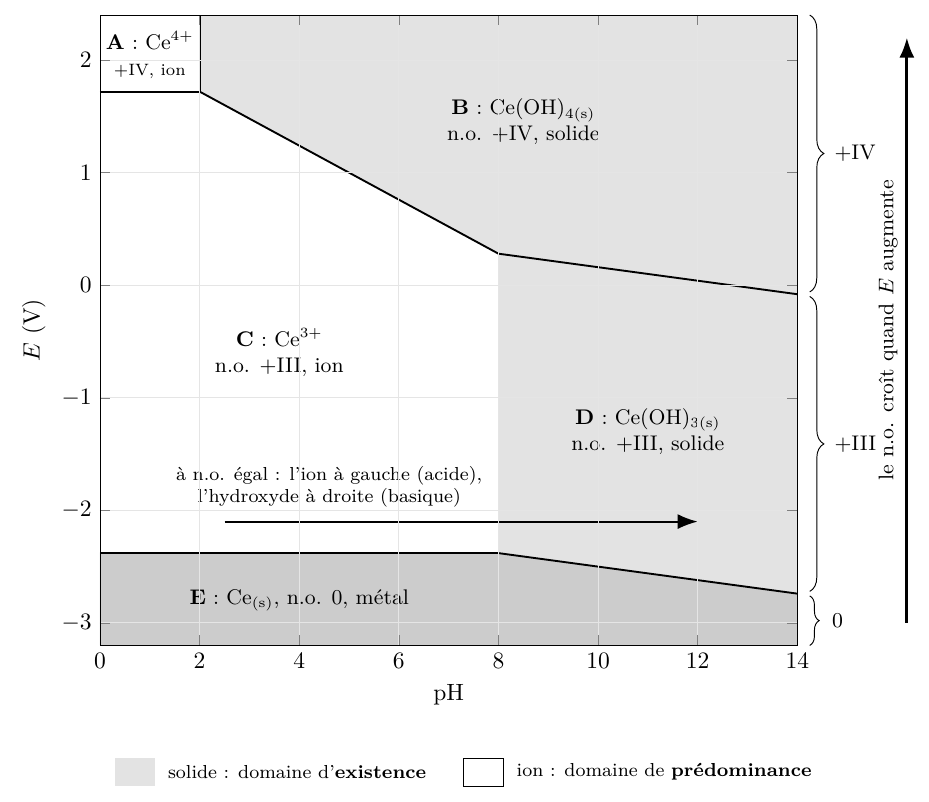 A : Ce⁴⁺
+IV, ion
B : Ce(OH)₄₍ₛ₎
n.o. +IV, solide
C : Ce³⁺
n.o. +III, ion
D : Ce(OH)₃₍ₛ₎
n.o. +III, solide
à n.o. égal : l'ion à gauche (acide),
l'hydroxyde à droite (basique)
E : Ce₍ₛ₎, n.o. 0, métal
2
1
0
−1
−2
−3
E (V)
0 2 4 6 8 10 12 14
pH
+IV
+III
0
le n.o. croît quand E augmente
solide : domaine d'existence
ion : domaine de prédominance